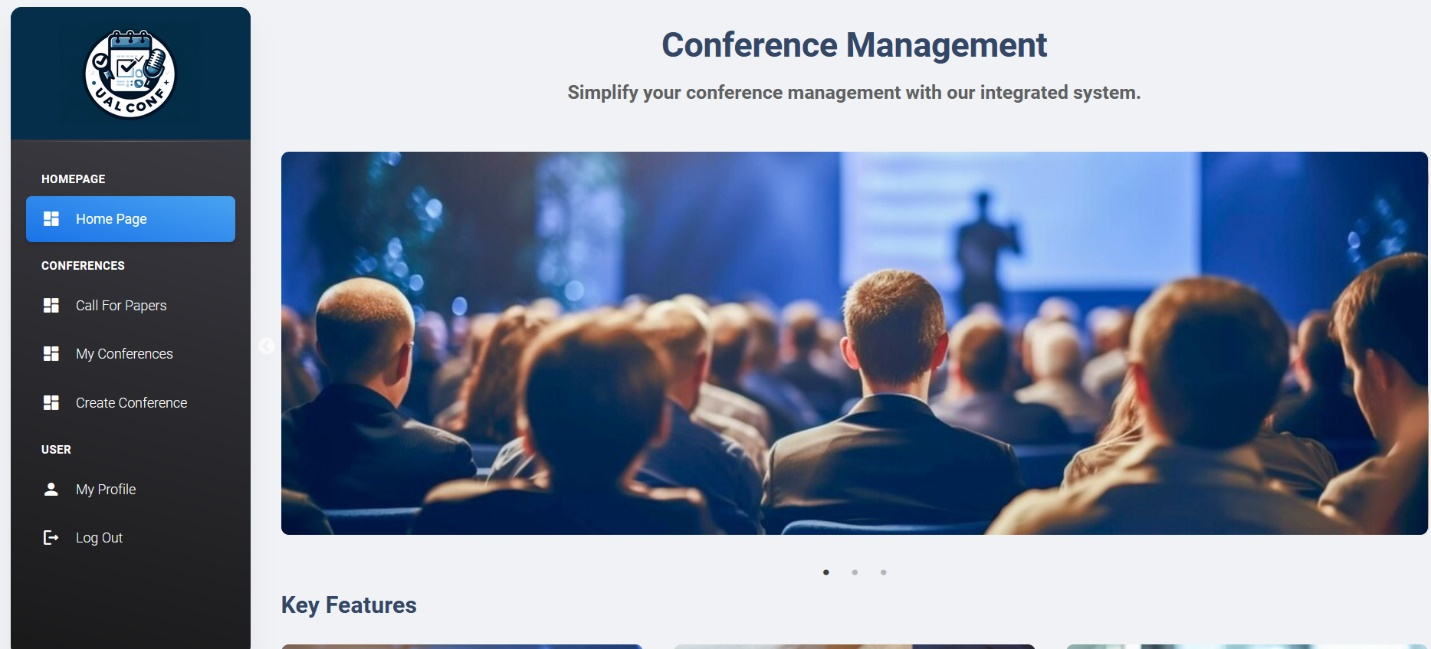 UALCONF
HOMEPAGE
Home Page
CONFERENCES
Call For Papers
My Conferences
Create Conference
USER
My Profile
Log Out
Conference Management
Simplify your conference management with our integrated system.
Key Features